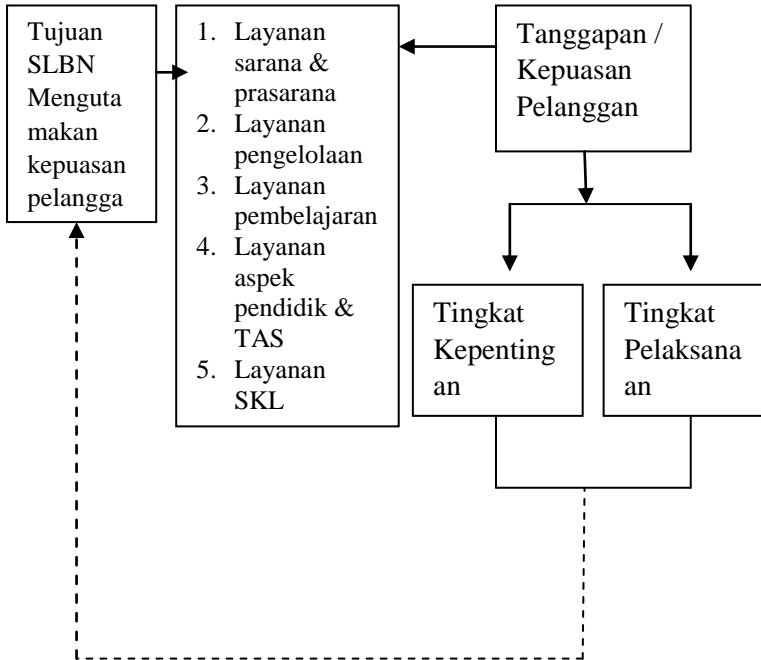 Tujuan
SLBN
Menguta
makan
kepuasan
pelangga
1. Layanan
sarana &
prasarana
2. Layanan
pengelolaan
3. Layanan
pembelajaran
4. Layanan
aspek
pendidik &
TAS
5. Layanan
SKL
Tanggapan /
Kepuasan
Pelanggan
Tingkat
Kepenting
an
Tingkat
Pelaksana
an